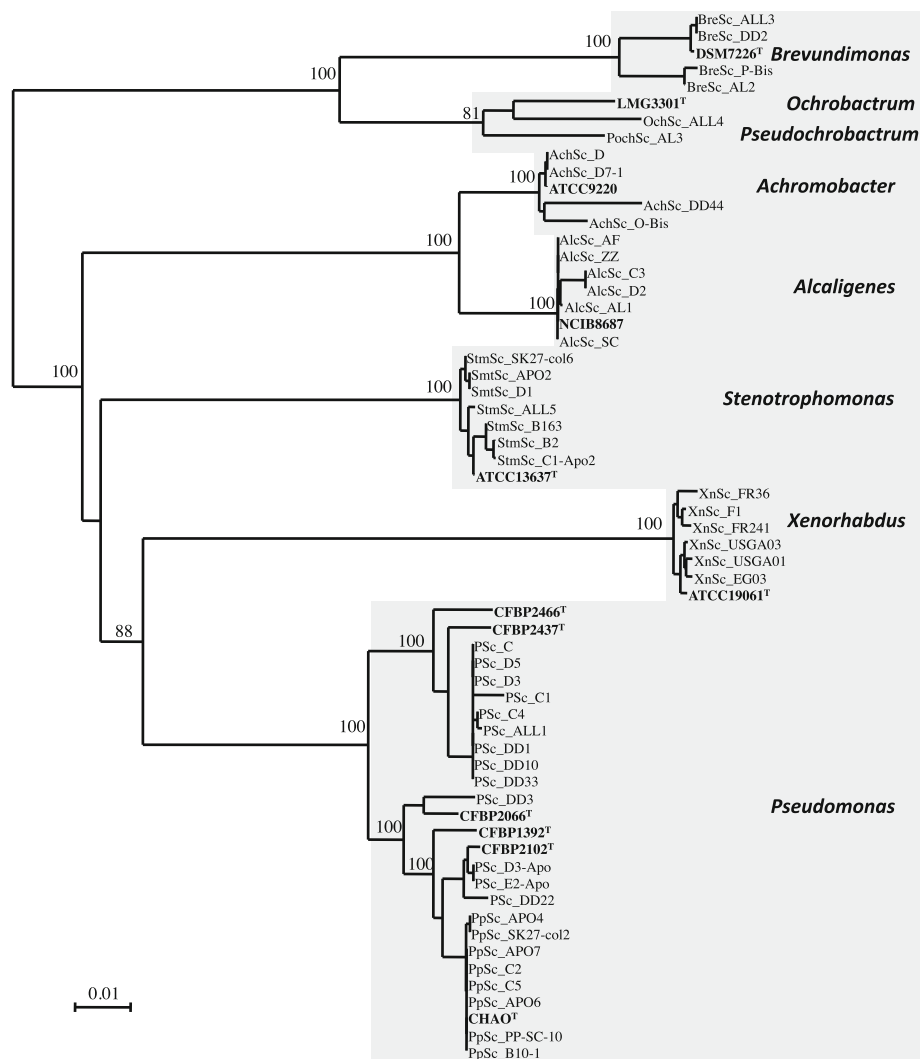 BreSc_ALL3
100
BreSc_DD2
DSM7226ᵀ
Brevundimonas
100
BreSc_P-Bis
BreSc_AL2
LMG3301ᵀ
Ochrobactrum
81
OchSc_ALL4
PochSc_AL3
Pseudochrobactrum
AchSc_D
100
AchSc_D7-1
ATCC9220
Achromobacter
AchSc_DD44
AchSc_O-Bis
100
AlcSc_AF
AlcSc_ZZ
AlcSc_C3
AlcSc_D2
Alcaligenes
100
AlcSc_AL1
NCIB8687
AlcSc_SC
100
StmSc_SK27-col6
SmtSc_APO2
100
SmtSc_D1
Stenotrophomonas
StmSc_ALL5
StmSc_B163
StmSc_B2
StmSc_C1-Apo2
ATCC13637ᵀ
XnSc_FR36
XnSc_F1
Xenorhabdus
100
XnSc_FR241
XnSc_USGA03
XnSc_USGA01
XnSc_EG03
ATCC19061ᵀ
CFBP2466ᵀ
88
CFBP2437ᵀ
100
PSc_C
PSc_D5
PSc_D3
PSc_C1
PSc_C4
100
PSc_ALL1
PSc_DD1
PSc_DD10
PSc_DD33
PSc_DD3
Pseudomonas
CFBP2066ᵀ
100
CFBP1392ᵀ
CFBP2102ᵀ
100
PSc_D3-Apo
PSc_E2-Apo
PSc_DD22
PpSc_APO4
PpSc_SK27-col2
PpSc_APO7
PpSc_C2
PpSc_C5
0.01
PpSc_APO6
CHAOᵀ
PpSc_PP-SC-10
PpSc_B10-1